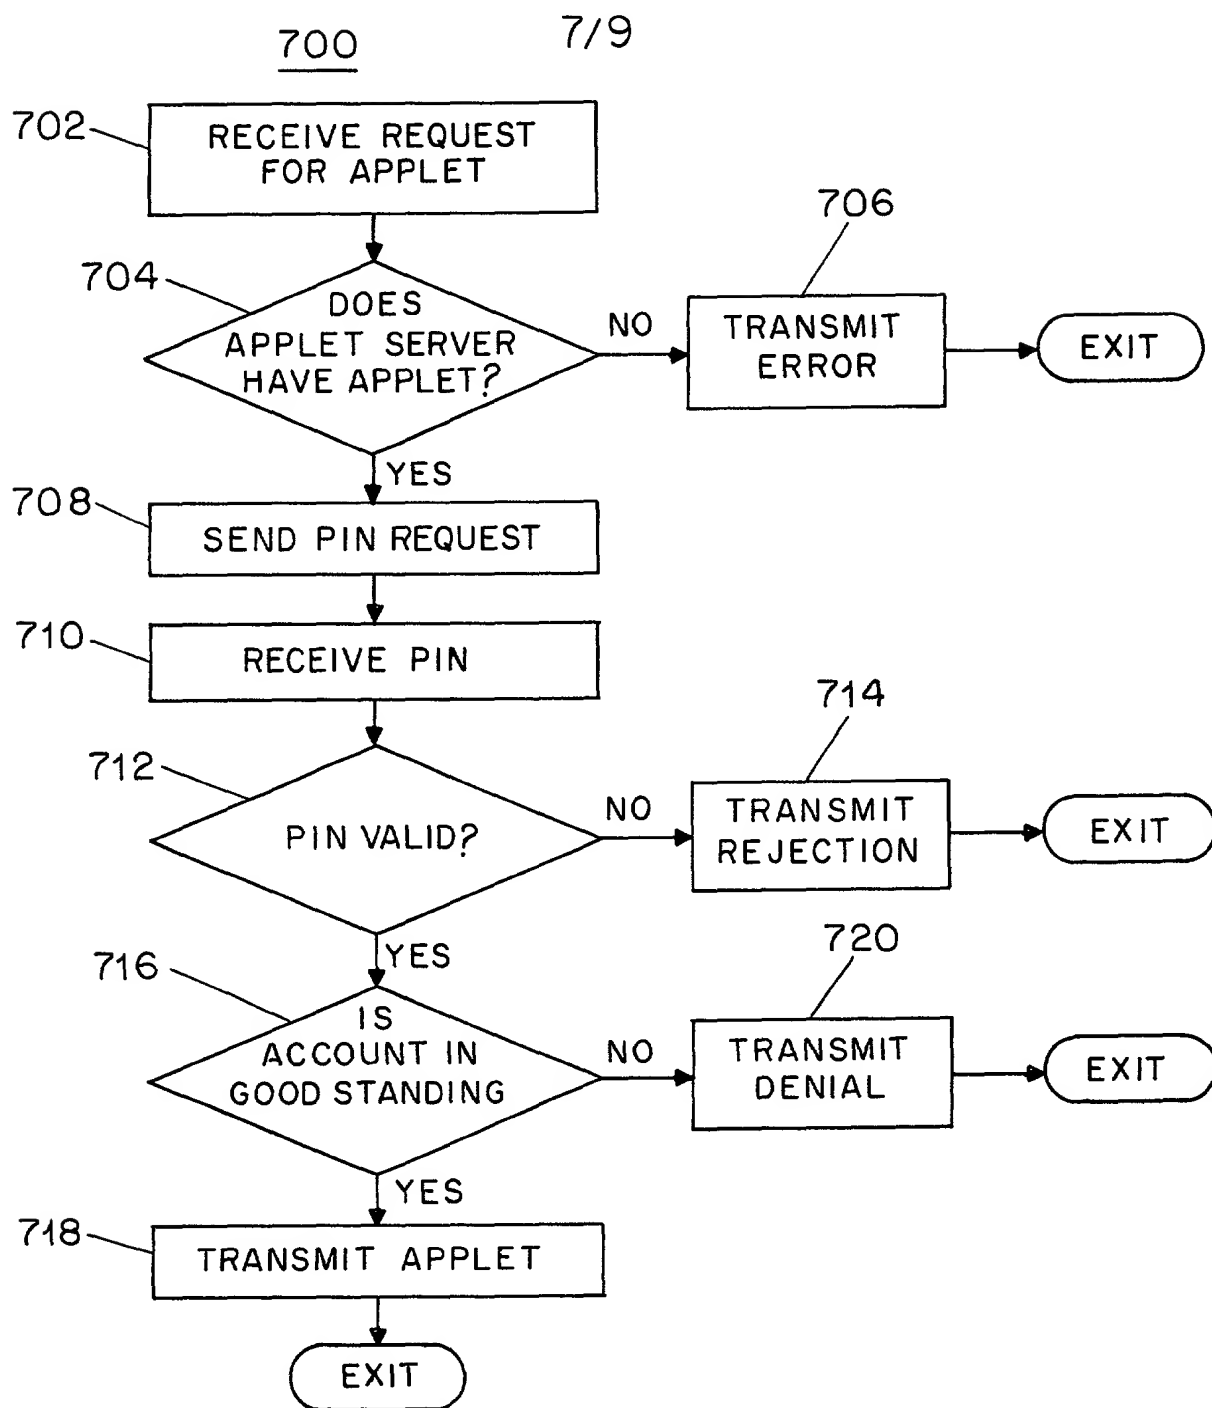 700
7/9
702
RECEIVE REQUEST
FOR APPLET
704
DOES
APPLET SERVER
HAVE APPLET?
NO
706
TRANSMIT
ERROR
EXIT
YES
708
SEND PIN REQUEST
710
RECEIVE PIN
712
PIN VALID?
NO
714
TRANSMIT
REJECTION
EXIT
YES
716
IS
ACCOUNT IN
GOOD STANDING
NO
720
TRANSMIT
DENIAL
EXIT
YES
718
TRANSMIT APPLET
EXIT